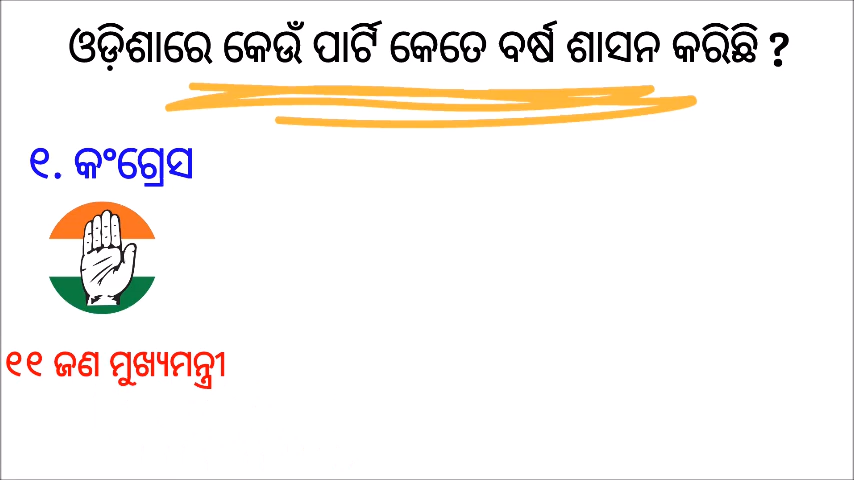 ଓଡ଼ିଶାରେ କେଉଁ ପାର୍ଟି କେତେ ବର୍ଷ ଶାସନ କରିଛି ?
୧. କଂଗ୍ରେସ
୧୧ ଜଣ ମୁଖ୍ୟମନ୍ତ୍ରୀ